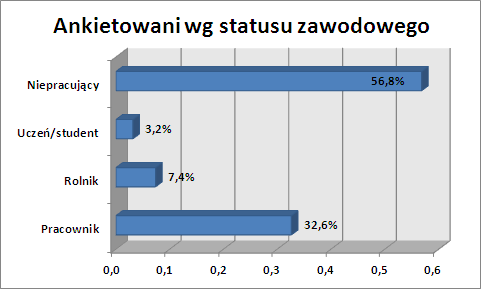 Ankietowani wg statusu zawodowego
Niepracujący 56,8%
Uczeń/student 3,2%
Rolnik 7,4%
Pracownik 32,6%
0,0 0,1 0,2 0,3 0,4 0,5 0,6